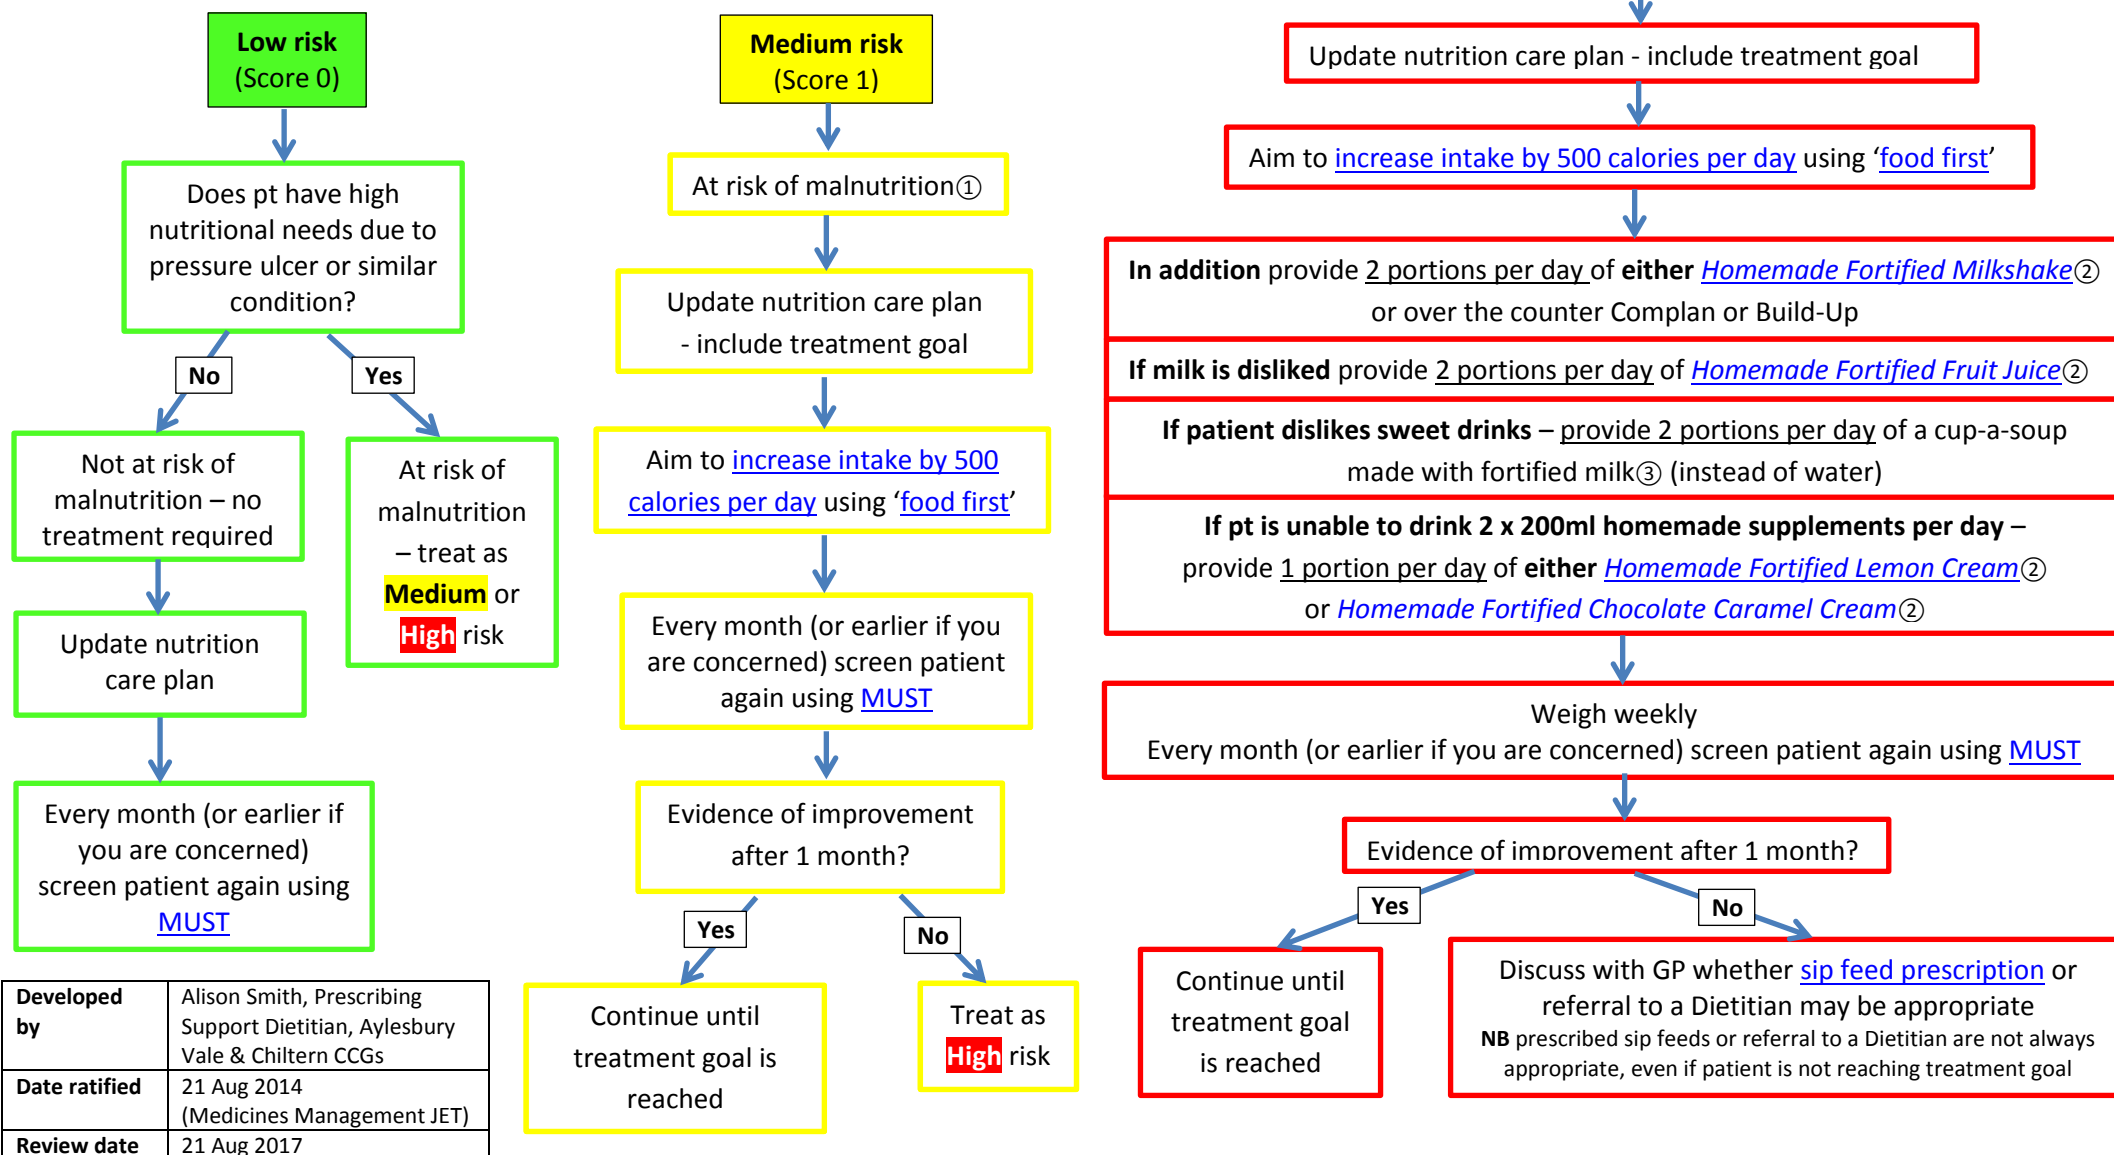 Low risk
(Score 0)
Does pt have high
nutritional needs due to
pressure ulcer or similar
condition?
No
Yes
Not at risk of
malnutrition – no
treatment required
At risk of
malnutrition
– treat as
Medium or
High risk
Update nutrition
care plan
Every month (or earlier if
you are concerned)
screen patient again using
MUST
Developed by
Alison Smith, Prescribing
Support Dietitian, Aylesbury
Vale & Chiltern CCGs
Date ratified
21 Aug 2014
(Medicines Management JET)
Review date
21 Aug 2017
Medium risk
(Score 1)
At risk of malnutrition①
Update nutrition care plan
- include treatment goal
Aim to increase intake by 500
calories per day using ‘food first’
Every month (or earlier if you
are concerned) screen patient
again using MUST
Evidence of improvement
after 1 month?
Yes
No
Continue until
treatment goal is
reached
Treat as
High risk
Update nutrition care plan - include treatment goal
Aim to increase intake by 500 calories per day using ‘food first’
In addition provide 2 portions per day of either Homemade Fortified Milkshake②
or over the counter Complan or Build-Up
If milk is disliked provide 2 portions per day of Homemade Fortified Fruit Juice②
If patient dislikes sweet drinks – provide 2 portions per day of a cup-a-soup
made with fortified milk③ (instead of water)
If pt is unable to drink 2 x 200ml homemade supplements per day –
provide 1 portion per day of either Homemade Fortified Lemon Cream②
or Homemade Fortified Chocolate Caramel Cream②
Weigh weekly
Every month (or earlier if you are concerned) screen patient again using MUST
Evidence of improvement after 1 month?
Yes
No
Continue until
treatment goal
is reached
Discuss with GP whether sip feed prescription or
referral to a Dietitian may be appropriate
NB prescribed sip feeds or referral to a Dietitian are not always
appropriate, even if patient is not reaching treatment goal